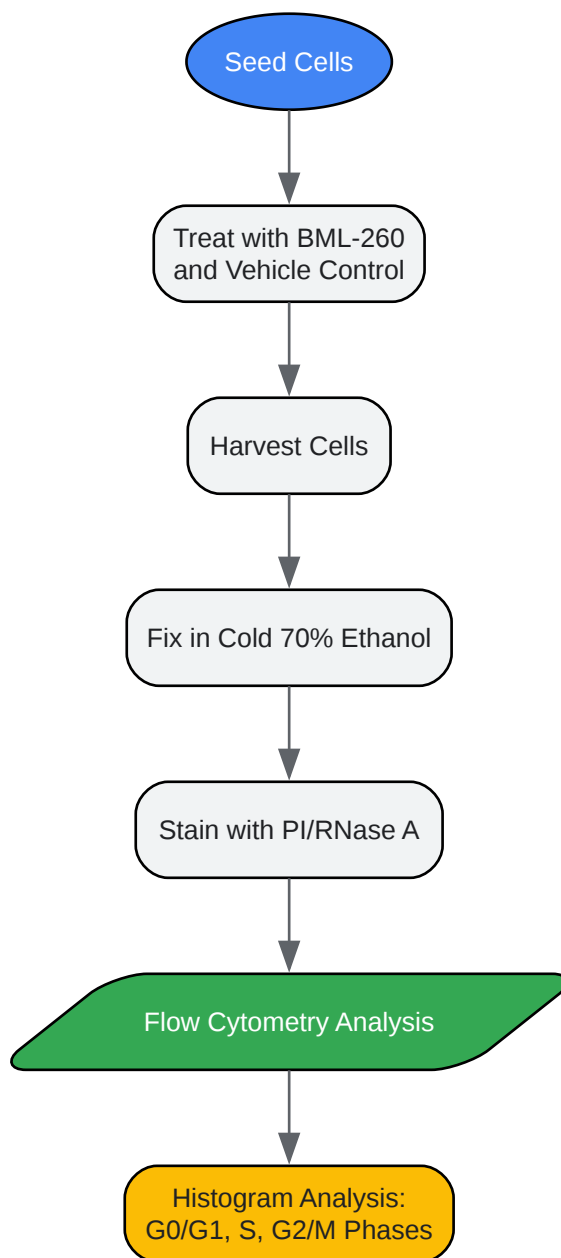 Seed Cells
Treat with BML-260
and Vehicle Control
Harvest Cells
Fix in Cold 70% Ethanol
Stain with PI/RNase A
Flow Cytometry Analysis
Histogram Analysis:
G0/G1, S, G2/M Phases